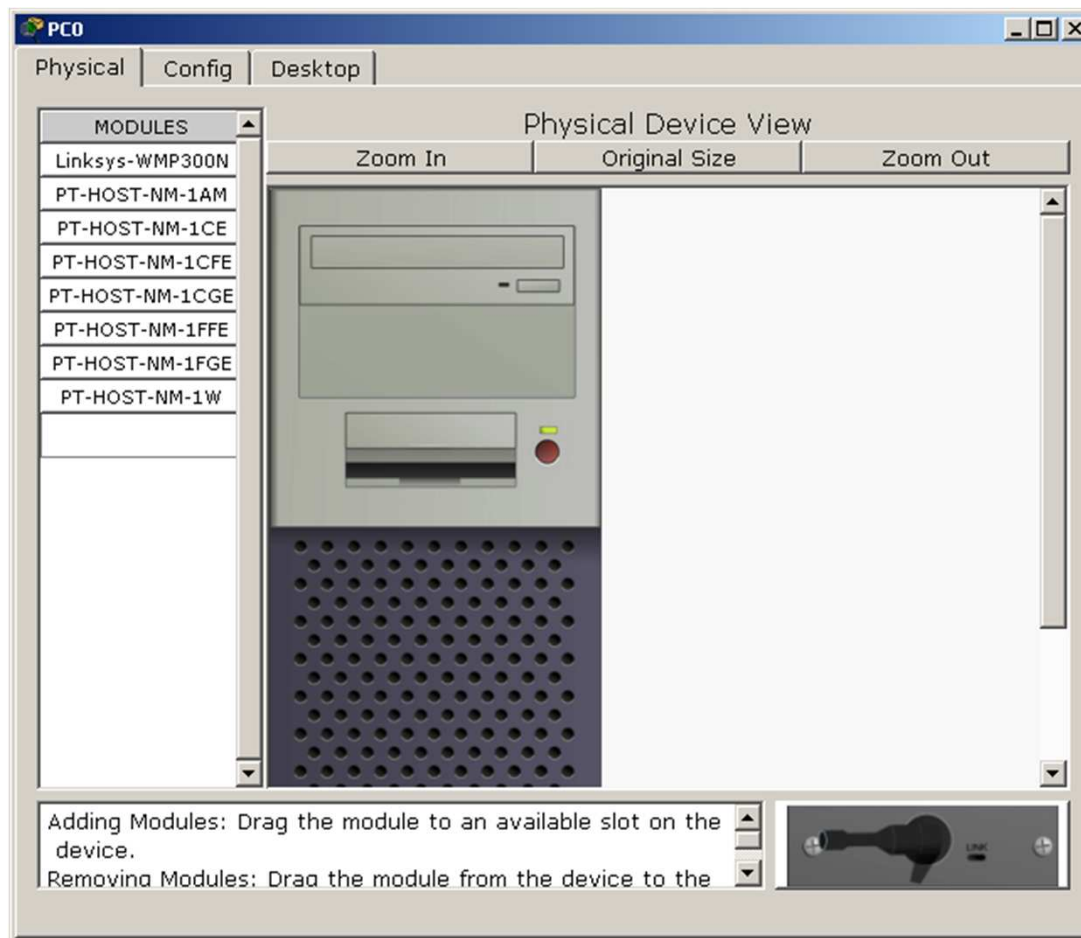 PC0
Physical
Config
Desktop
MODULES
Linksys-WMP300N
PT-HOST-NM-1AM
PT-HOST-NM-1CE
PT-HOST-NM-1CFE
PT-HOST-NM-1CGE
PT-HOST-NM-1FFE
PT-HOST-NM-1FGE
PT-HOST-NM-1W
Physical Device View
Zoom In
Original Size
Zoom Out
Adding Modules: Drag the module to an available slot on the
device.
Removing Modules: Drag the module from the device to the
LINK